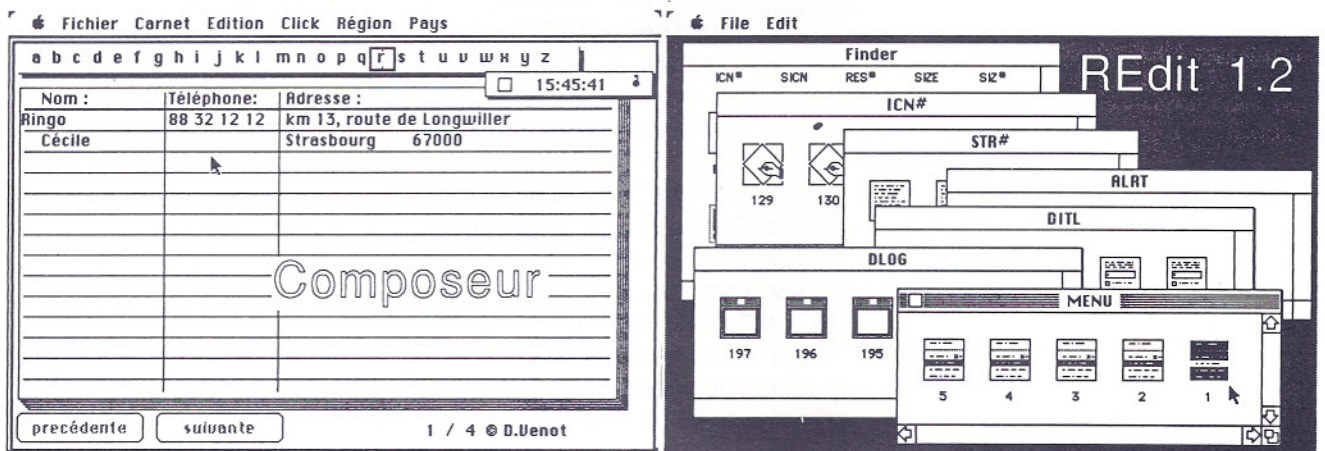 Fichier Carnet Edition Click Région Pays
a b c d e f g h i j k l m n o p q r s t u v w x y z
15:45:41
Nom : Téléphone: Adresse :
Ringo 88 32 12 12 km 13, route de Longwiller
Cécile Strasbourg 67000
Composeur
precédente suivante 1 / 4 © D.Venot
File Edit
REdit 1.2
Finder
ICN# SICN RES# SIZE SIZ#
ICN#
129 130
STR#
ALRT
DITL
DLOG
197 196 195
MENU
5 4 3 2 1